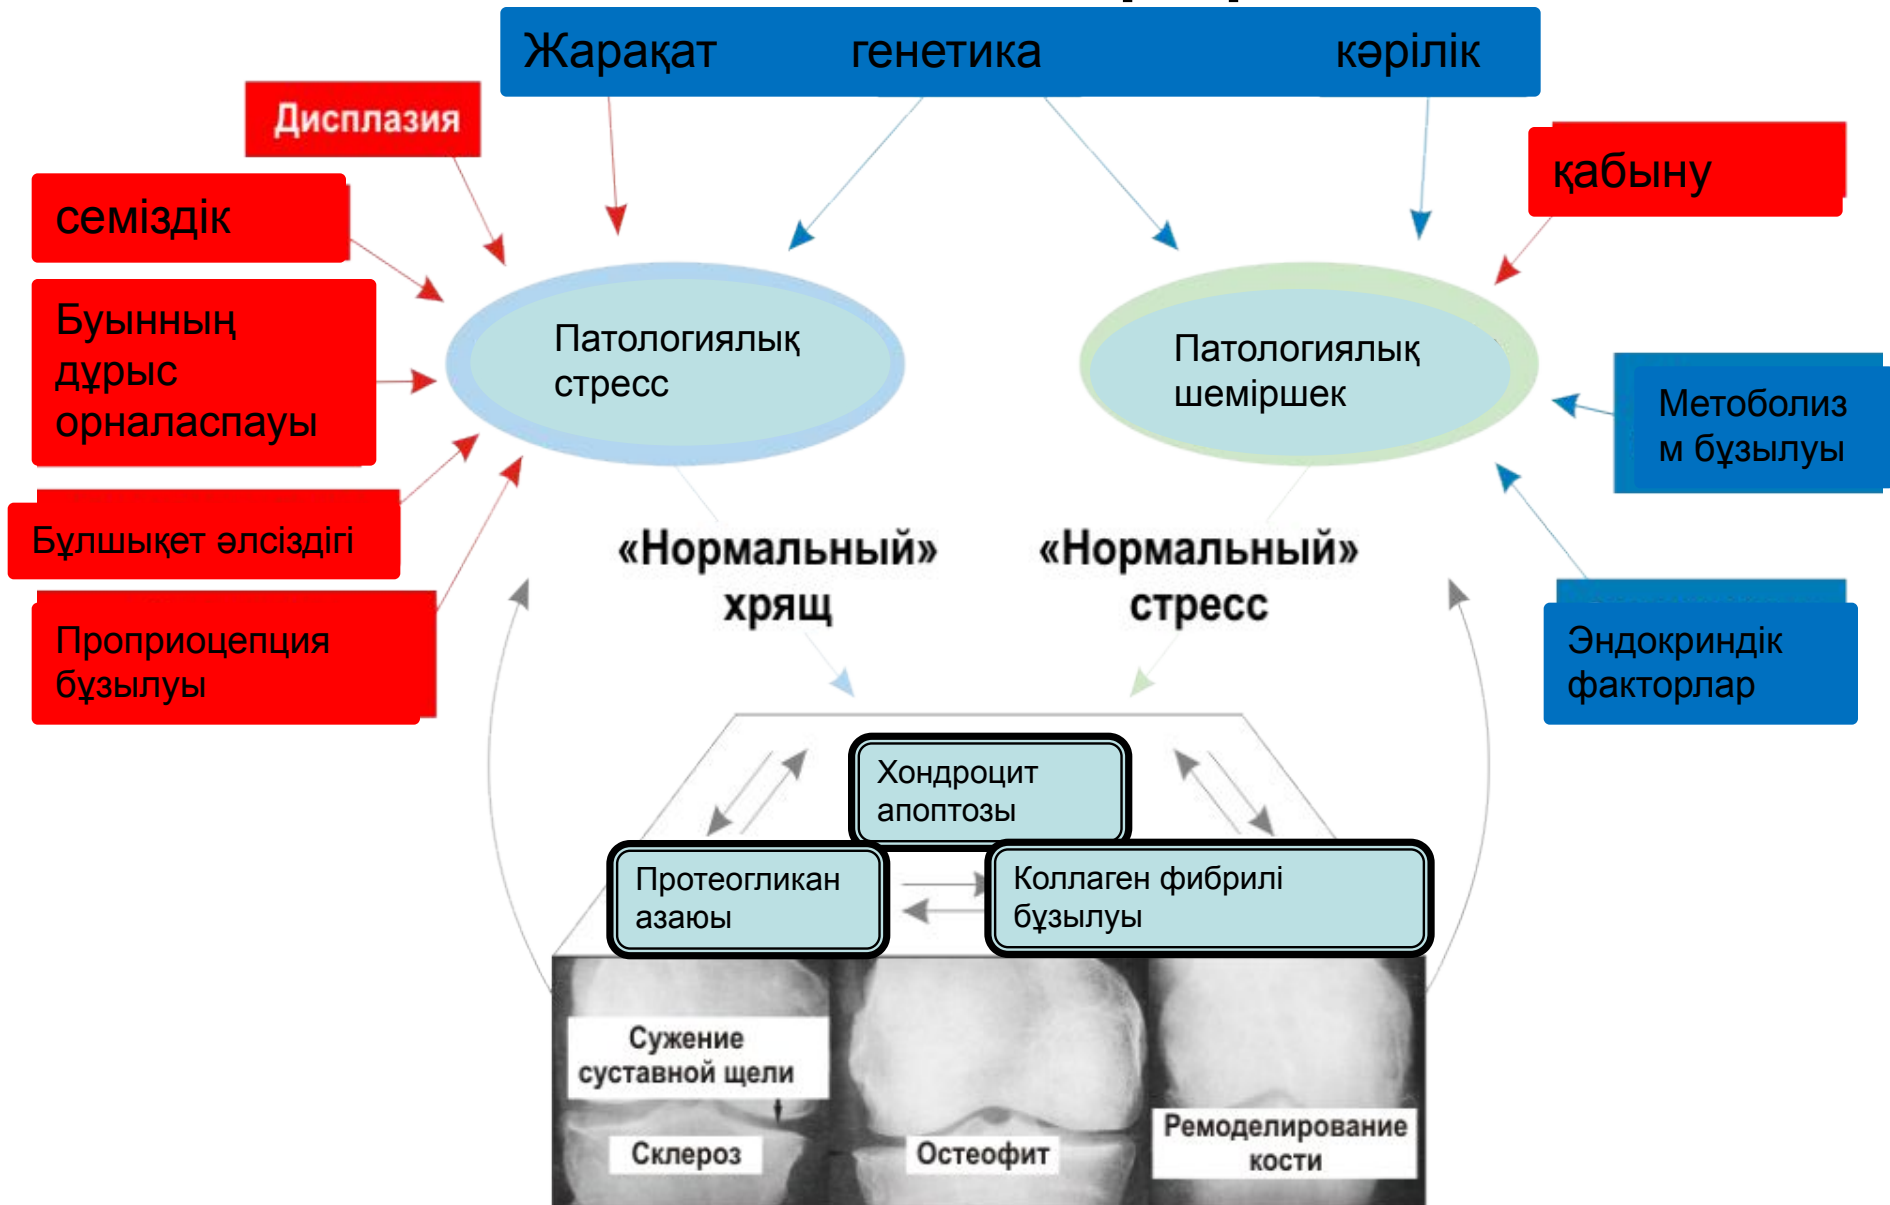 Жарақат генетика кәрілік
Дисплазия
қабыну
семіздік
Буынның
дұрыс
орналаспауы
Патологиялық
стресс
Патологиялық
шеміршек
Метоболиз
м бұзылуы
Бұлшықет әлсіздігі
«Нормальный»
хрящ
«Нормальный»
стресс
Проприоцепция
бұзылуы
Эндокриндік
факторлар
Хондроцит
апоптозы
Протеогликан
азаюы
Коллаген фибрилі
бұзылуы
Сужение
суставной щели
Склероз
Остеофит
Ремоделирование
кости